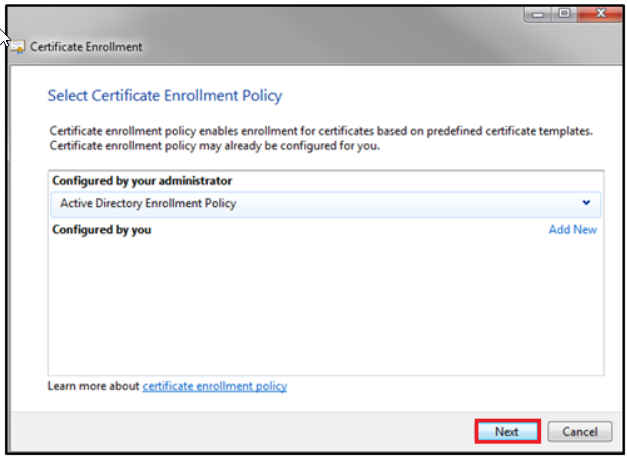 Certificate Enrollment
Select Certificate Enrollment Policy
Certificate enrollment policy enables enrollment for certificates based on predefined certificate templates.
Certificate enrollment policy may already be configured for you.
Configured by your administrator
Active Directory Enrollment Policy
Configured by you Add New
Learn more about certificate enrollment policy
Next Cancel